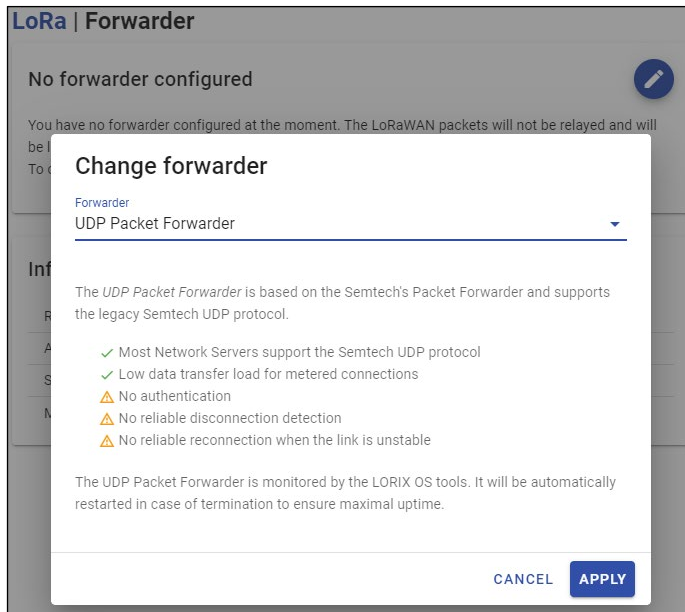 LoRa | Forwarder
No forwarder configured
You have no forwarder configured at the moment. The LoRaWAN packets will not be relayed and will
be l
To c
Change forwarder
Forwarder
UDP Packet Forwarder
Inf
R
A
S
M
The UDP Packet Forwarder is based on the Semtech's Packet Forwarder and supports
the legacy Semtech UDP protocol.
Most Network Servers support the Semtech UDP protocol
Low data transfer load for metered connections
No authentication
No reliable disconnection detection
No reliable reconnection when the link is unstable
The UDP Packet Forwarder is monitored by the LORIX OS tools. It will be automatically
restarted in case of termination to ensure maximal uptime.
CANCEL APPLY